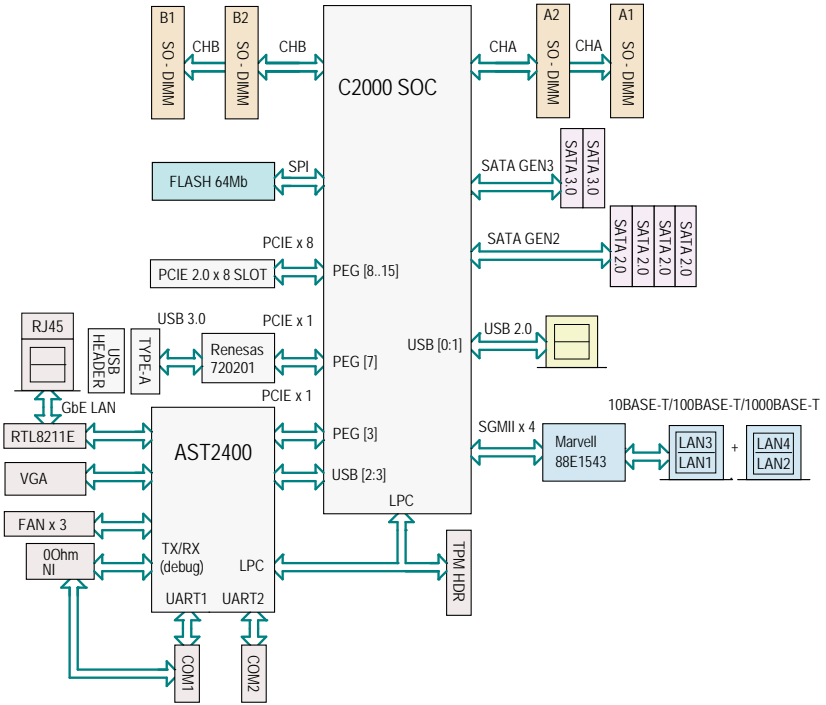 B1
SO - DIMM
CHB
B2
SO - DIMM
CHB
C2000 SOC
CHA
A2
SO - DIMM
CHA
A1
SO - DIMM
FLASH 64Mb
SPI
SATA GEN3
SATA 3.0
SATA 3.0
SATA GEN2
SATA 2.0
SATA 2.0
SATA 2.0
SATA 2.0
PCIE x 8
PCIE 2.0 x 8 SLOT
PEG [8..15]
RJ45
USB HEADER
TYPE-A
USB 3.0
Renesas
720201
PCIE x 1
PEG [7]
USB [0:1]
USB 2.0
GbE LAN
RTL8211E
AST2400
PCIE x 1
PEG [3]
USB [2:3]
SGMII x 4
Marvell
88E1543
10BASE-T/100BASE-T/1000BASE-T
LAN3
LAN1
+
LAN4
LAN2
VGA
FAN x 3
0Ohm
NI
TX/RX
(debug)
LPC
LPC
TPM HDR
UART1
UART2
COM1
COM2